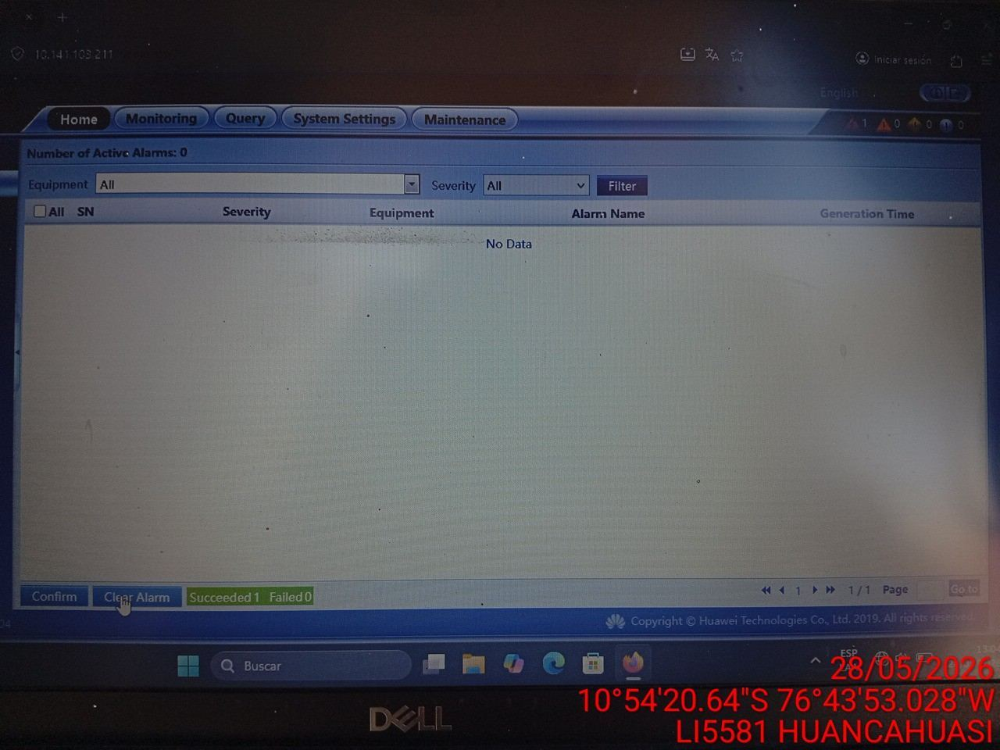 10.141.103.211
Iniciar sesión
English
Home Monitoring Query System Settings Maintenance
1 0 0 0
Number of Active Alarms: 0
Equipment All Severity All Filter
All SN Severity Equipment Alarm Name Generation Time
No Data
Confirm Clear Alarm Succeeded 1 Failed 0
1 1 / 1 Page Go to
Copyright © Huawei Technologies Co., Ltd. 2019. All rights reserved.
Buscar
ESP
28/05/2026
10°54'20.64"S 76°43'53.028"W
LI5581 HUANCAHUASI
DELL